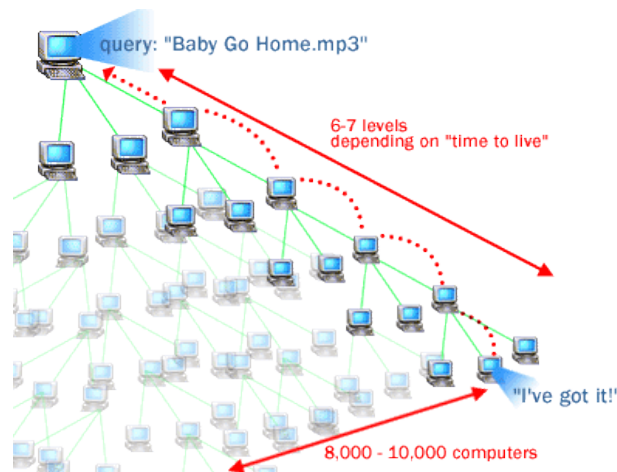 query: "Baby Go Home.mp3"
6-7 levels
depending on "time to live"
"I've got it!'
8,000 - 10,000 computers